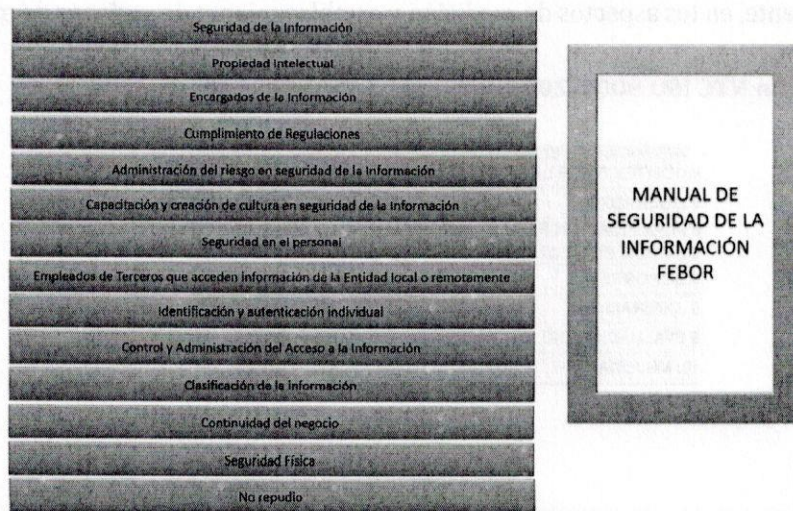 Seguridad de la Información
Propiedad Intelectual
Encargados de la Información
Cumplimiento de Regulaciones
Administración del riesgo en seguridad de la Información
Capacitación y creación de cultura en seguridad de la Información
Seguridad en el personal
Empleados de Terceros que acceden información de la Entidad local o remotamente
Identificación y autenticación individual
Control y Administración del Acceso a la Información
Clasificación de la información
Continuidad del negocio
Seguridad Física
No repudio
MANUAL DE
SEGURIDAD DE LA
INFORMACIÓN
FEBOR